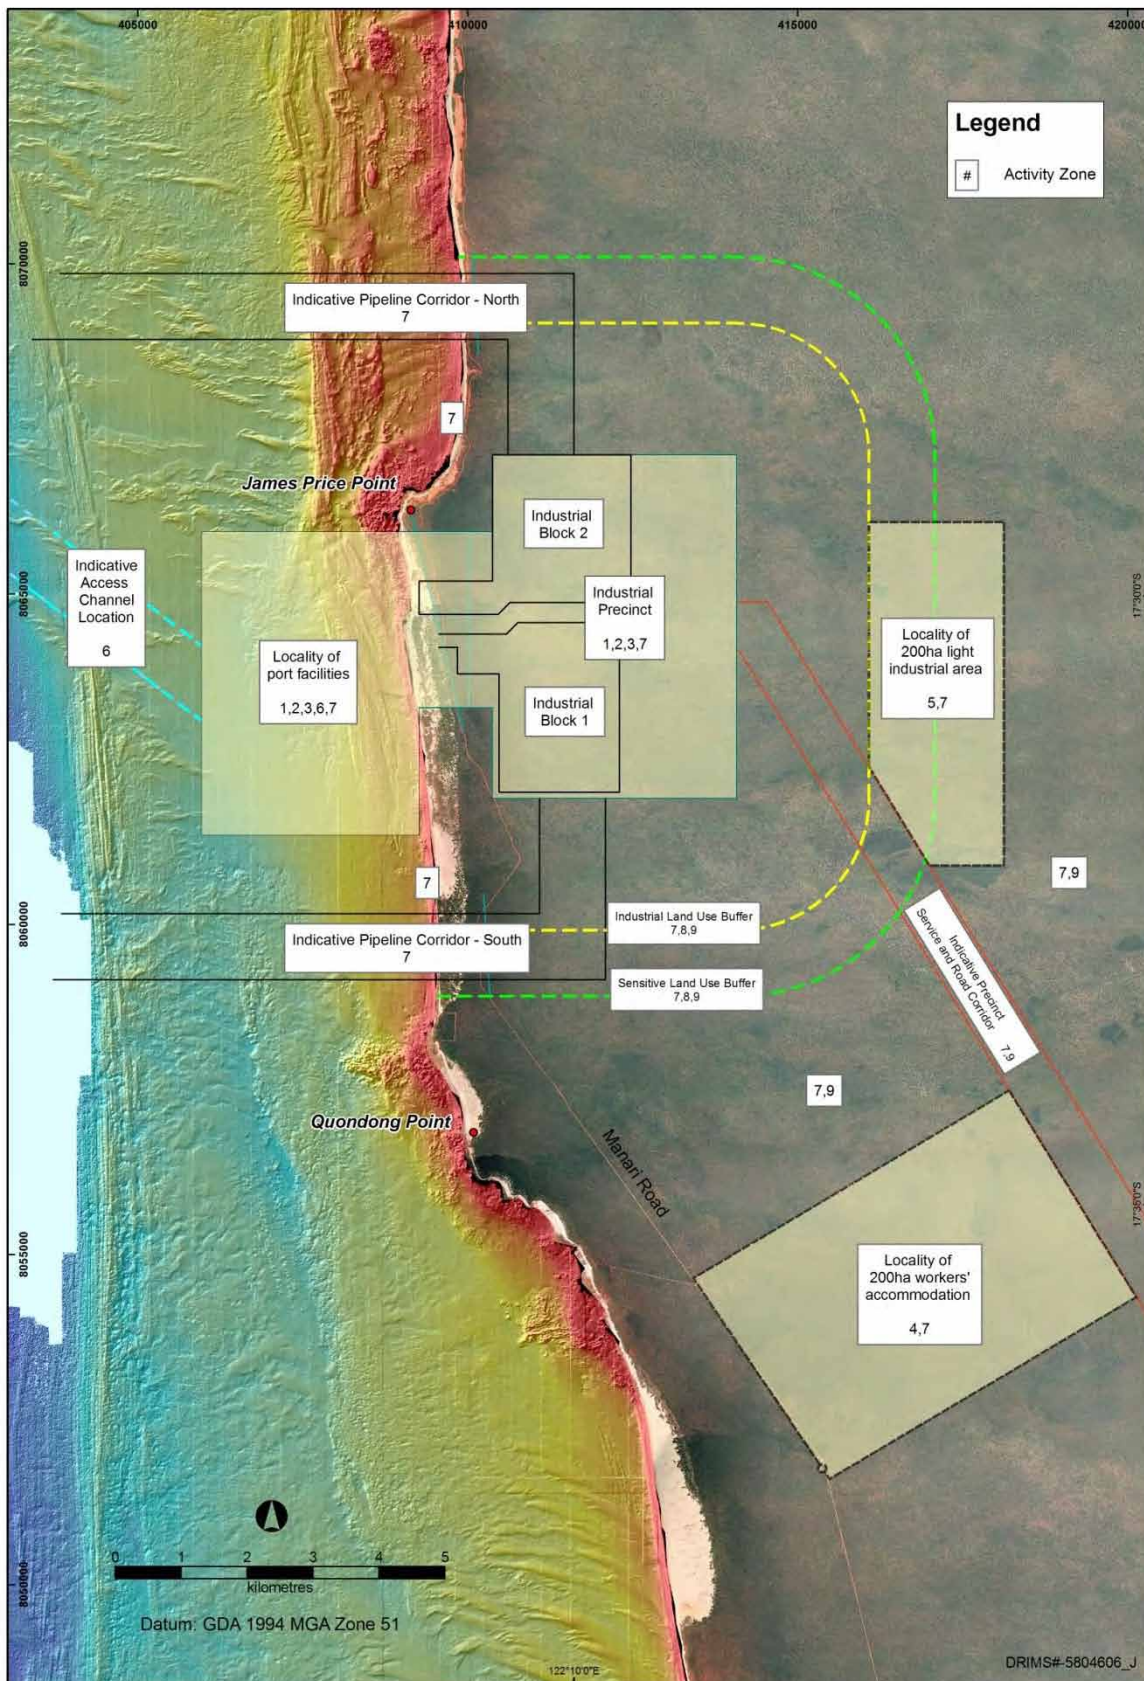 405000
410000
415000
420000
Legend
# Activity Zone
8070000
Indicative Pipeline Corridor - North
7
7
James Price Point
Industrial
Block 2
Indicative
Access
Channel
Location
6
8065000
Industrial
Precinct
1,2,3,7
17°30'0"S
Locality of
port facilities
1,2,3,6,7
Locality of
200ha light
industrial area
5,7
Industrial
Block 1
7
7,9
8060000
Industrial Land Use Buffer
7,8,9
Indicative Pipeline Corridor - South
7
Indicative Precinct
Service and Road Corridor
7,9
Sensitive Land Use Buffer
7,8,9
7,9
Quondong Point
Manari Road
8055000
Locality of
200ha workers'
accommodation
4,7
0 1 2 3 4 5
kilometres
8050000
Datum: GDA 1994 MGA Zone 51
122°10'0"E
DRIMS#-5804606_J